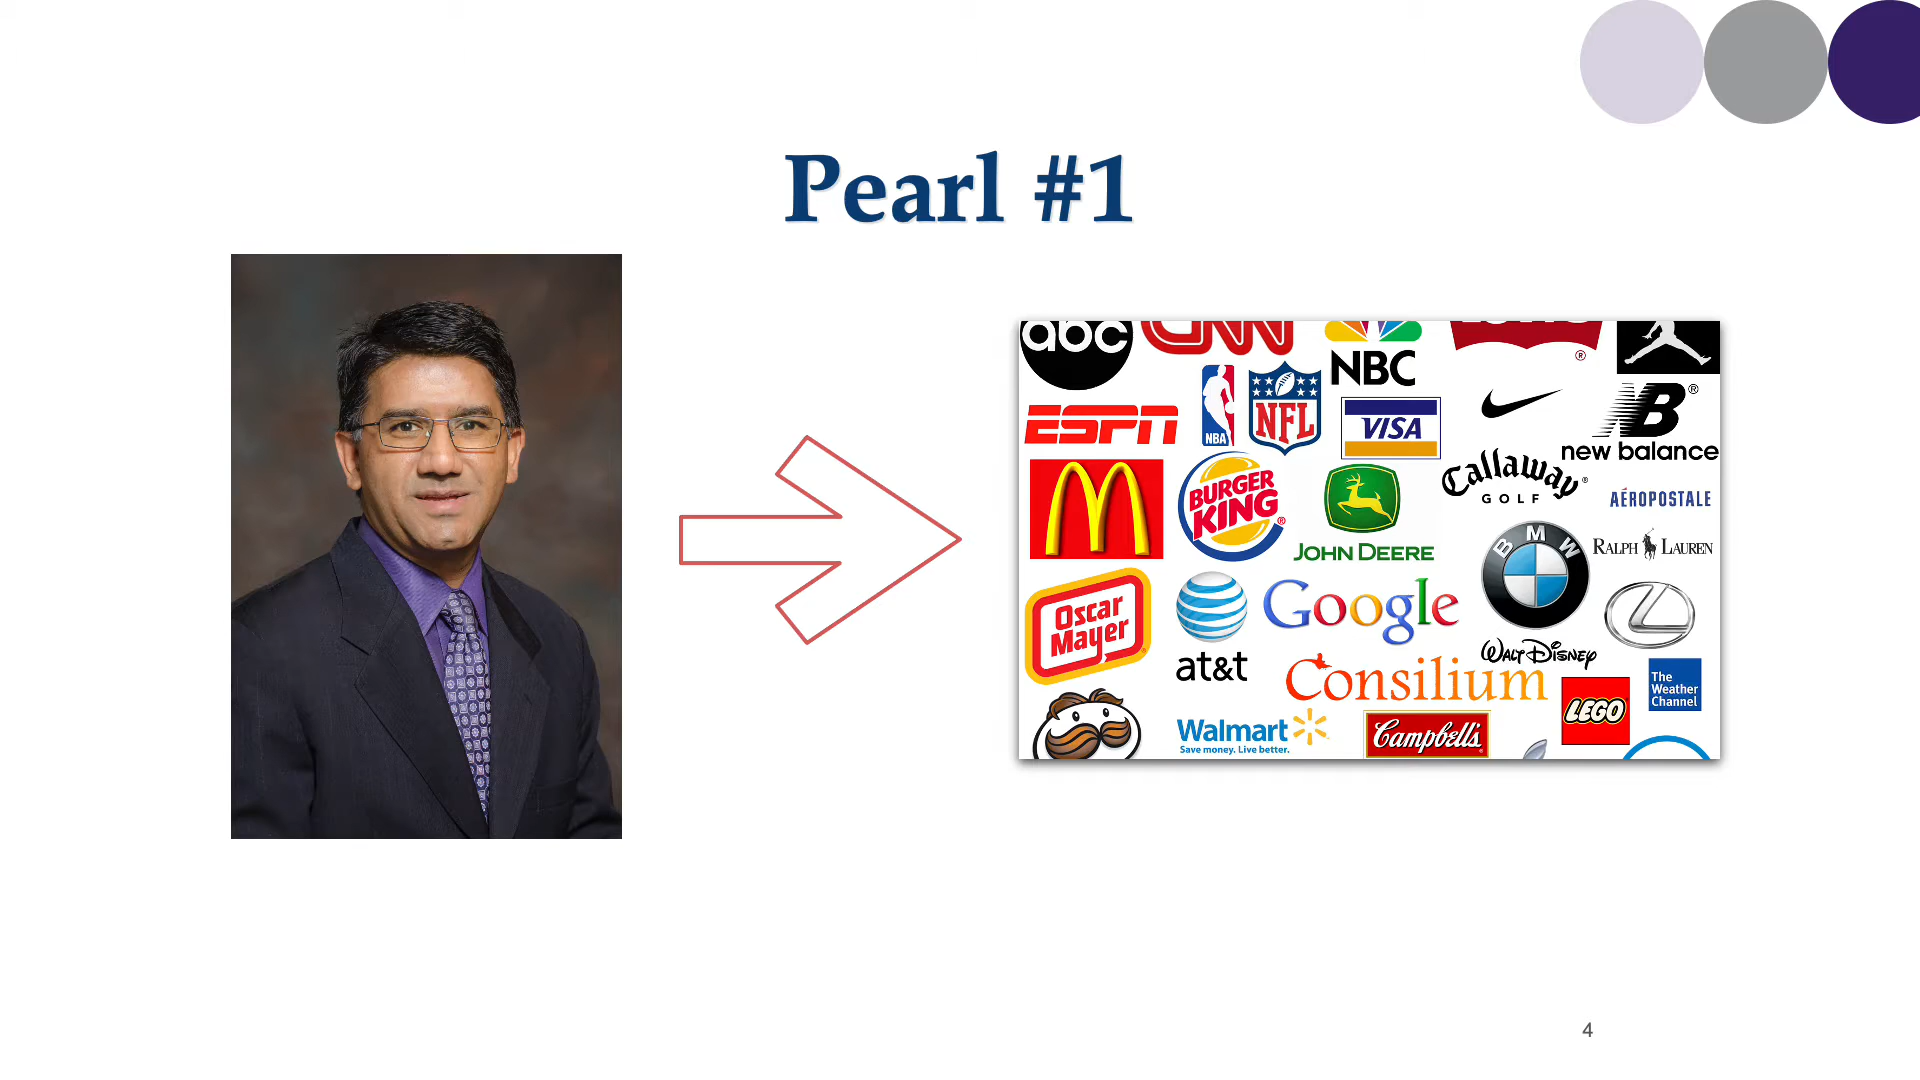 Pearl #1
abc
CNN
NBC
®
ESPN
NBA
NFL
VISA
NB®
new balance
BURGER
KING®
JOHN DEERE
Callaway®
GOLF
AÉROPOSTALE
BMW
RALPH LAUREN
Oscar
Mayer
at&t
Google
WALT DISNEY
Consilium
The
Weather
Channel
LEGO
Walmart
Save money. Live better.
Campbell's
4